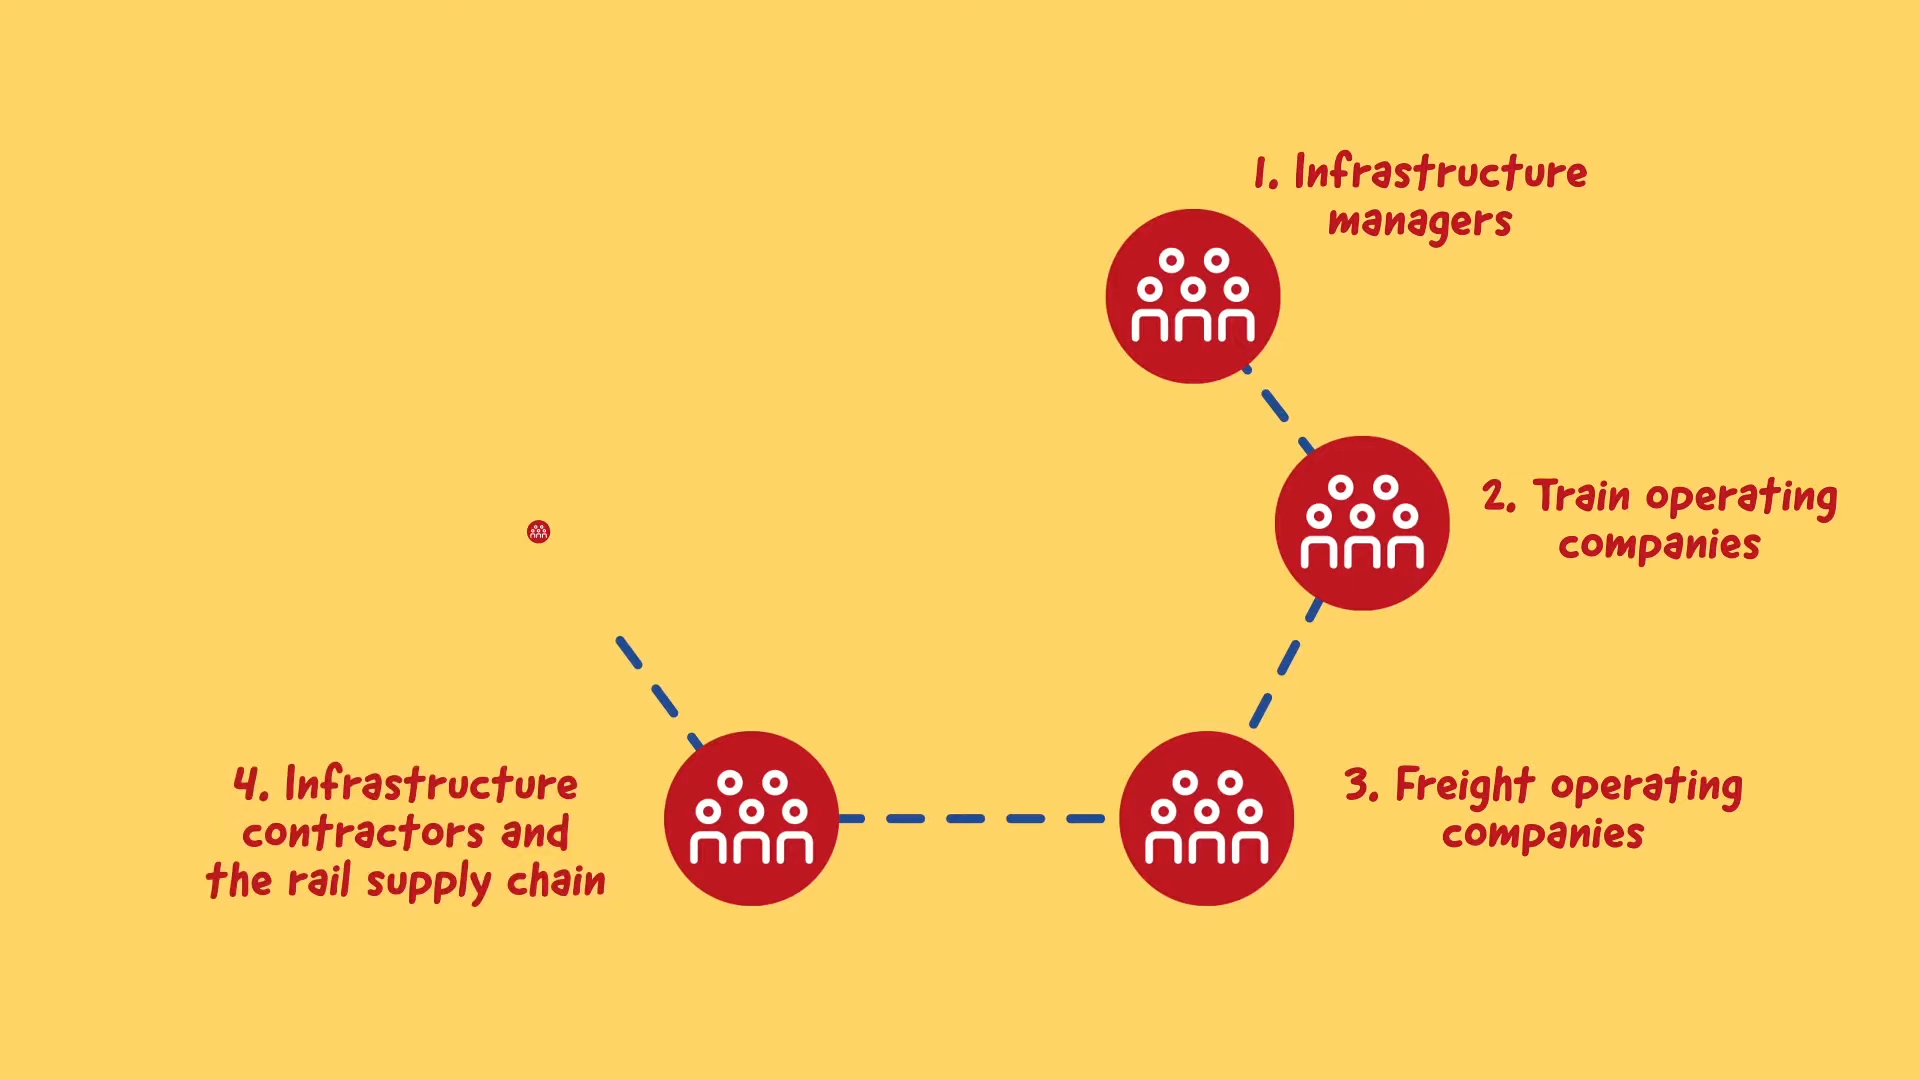 1. Infrastructure
managers
2. Train operating
companies
3. Freight operating
companies
4. Infrastructure
contractors and
the rail supply chain